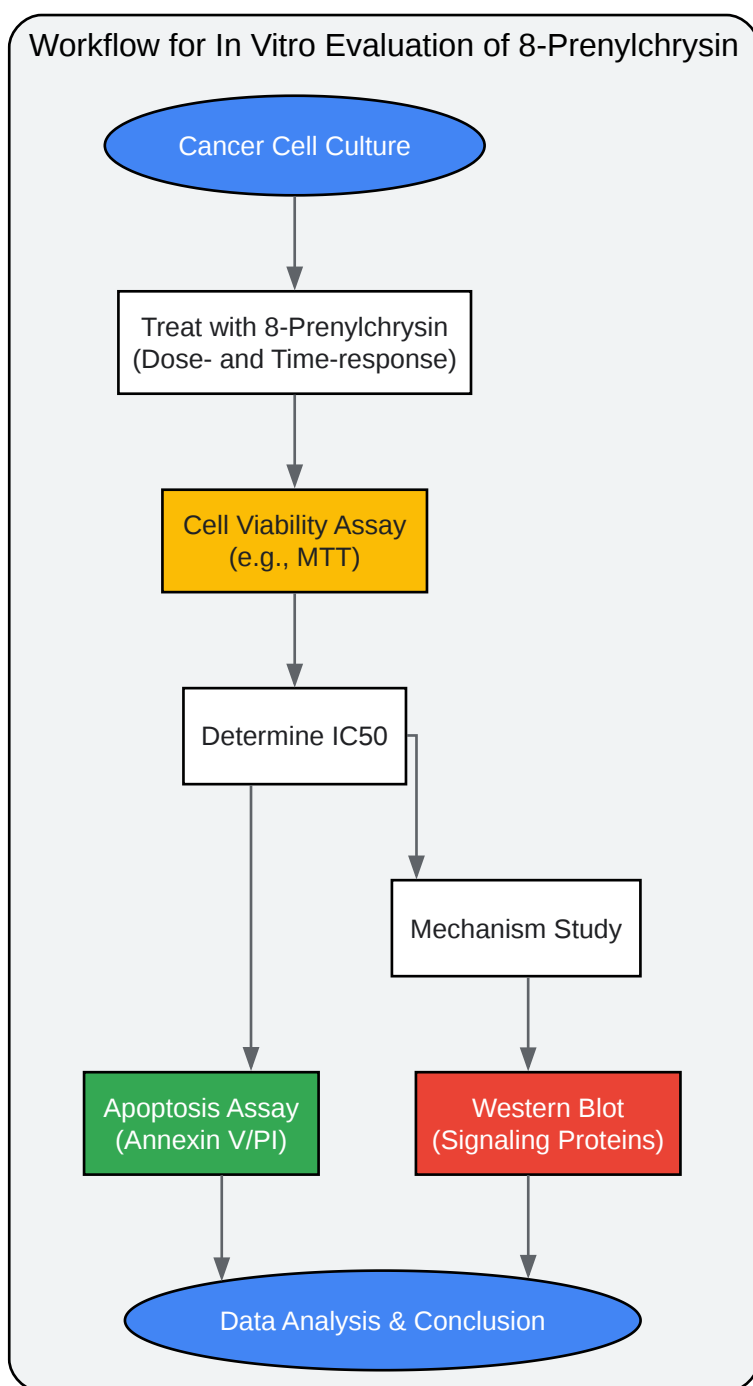 Workflow for In Vitro Evaluation of 8-Prenylchrysin
Cancer Cell Culture
Treat with 8-Prenylchrysin
(Dose- and Time-response)
Cell Viability Assay
(e.g., MTT)
Determine IC50
Mechanism Study
Apoptosis Assay
(Annexin V/PI)
Western Blot
(Signaling Proteins)
Data Analysis & Conclusion